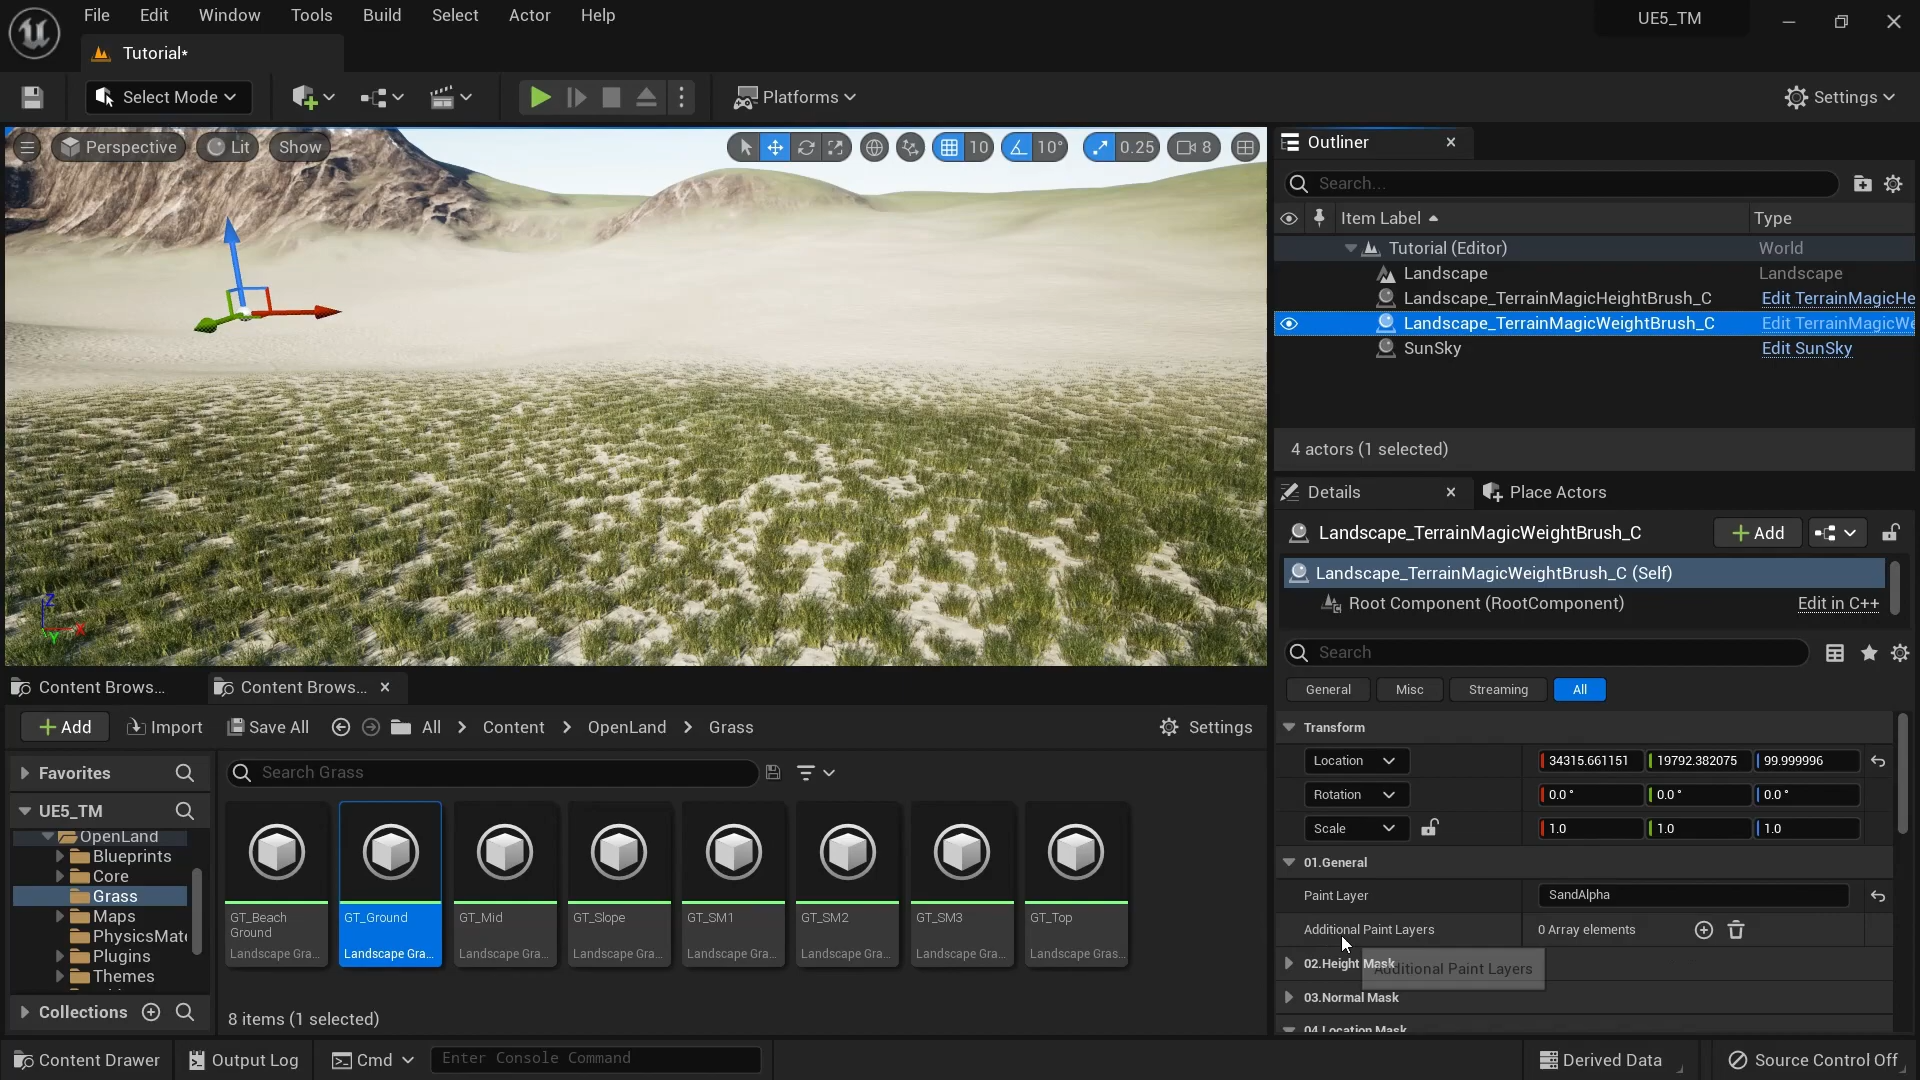 File Edit Window Tools Build Select Actor Help
UE5_TM
Tutorial*
Select Mode
Platforms
Settings
Perspective
Lit
Show
10
10°
0.25
8
Z
X
Y
Outliner
Search...
Item Label
Type
Tutorial (Editor)
World
Landscape
Landscape
Landscape_TerrainMagicHeightBrush_C
Edit TerrainMagicHe
Landscape_TerrainMagicWeightBrush_C
Edit TerrainMagicWe
SunSky
Edit SunSky
4 actors (1 selected)
Details
Place Actors
Landscape_TerrainMagicWeightBrush_C
Add
Landscape_TerrainMagicWeightBrush_C (Self)
Root Component (RootComponent)
Edit in C++
Search
General
Misc
Streaming
All
Transform
Location
34315.661151
19792.382075
99.999996
Rotation
0.0 °
0.0 °
0.0 °
Scale
1.0
1.0
1.0
01.General
Paint Layer
SandAlpha
Additional Paint Layers
0 Array elements
02.Height Mask
Additional Paint Layers
03.Normal Mask
04.Location Mask
Content Brows...
Content Brows...
Add
Import
Save All
All
Content
OpenLand
Grass
Settings
Favorites
Search Grass
UE5_TM
OpenLand
Blueprints
Core
Grass
Maps
PhysicsMate
Plugins
Themes
Collections
GT_Beach
Ground
Landscape Gra...
GT_Ground
Landscape Gra...
GT_Mid
Landscape Gra...
GT_Slope
Landscape Gra...
GT_SM1
Landscape Gra...
GT_SM2
Landscape Gra...
GT_SM3
Landscape Gra...
GT_Top
Landscape Gras...
8 items (1 selected)
Content Drawer
Output Log
Cmd
Enter Console Command
Derived Data
Source Control Off